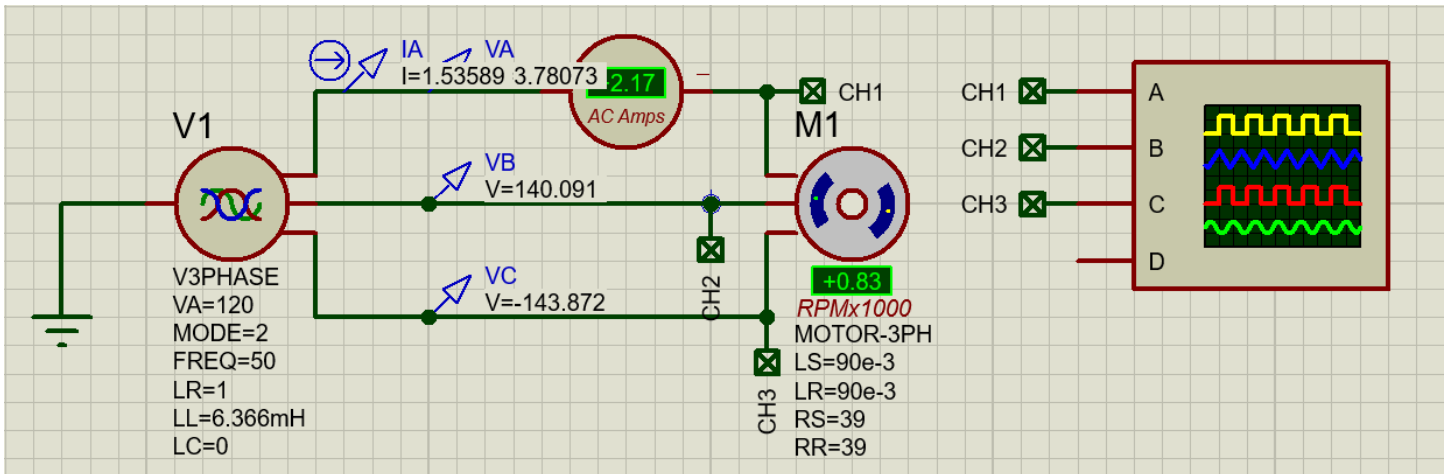 IA
VA
I=1.53589 3.78073
-2.17
AC Amps
CH1
M1
V1
VB
V=140.091
CH2
VC
V=-143.872
CH3
+0.83
RPMx1000
MOTOR-3PH
LS=90e-3
LR=90e-3
RS=39
RR=39
V3PHASE
VA=120
MODE=2
FREQ=50
LR=1
LL=6.366mH
LC=0
CH1
A
CH2
B
CH3
C
D